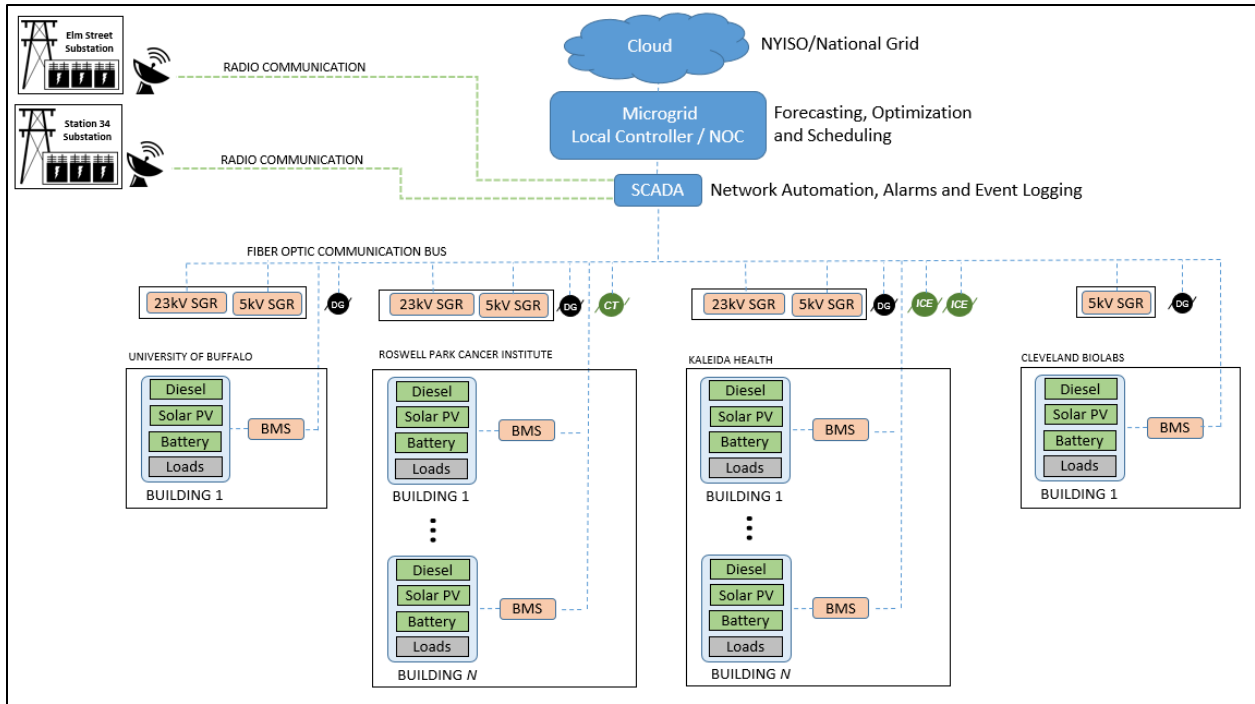 Elm Street
Substation
RADIO COMMUNICATION
Cloud
NYISO/National Grid
Station 34
Substation
RADIO COMMUNICATION
Microgrid
Local Controller / NOC
Forecasting, Optimization
and Scheduling
SCADA
Network Automation, Alarms and Event Logging
FIBER OPTIC COMMUNICATION BUS
23kV SGR
5kV SGR
DG
23kV SGR
5kV SGR
DG
CT
23kV SGR
5kV SGR
DG
ICE
ICE
5kV SGR
DG
UNIVERSITY OF BUFFALO
Diesel
Solar PV
Battery
Loads
BMS
BUILDING 1
ROSWELL PARK CANCER INSTITUTE
Diesel
Solar PV
Battery
Loads
BMS
BUILDING 1
Diesel
Solar PV
Battery
Loads
BMS
BUILDING N
KALEIDA HEALTH
Diesel
Solar PV
Battery
Loads
BMS
BUILDING 1
Diesel
Solar PV
Battery
Loads
BMS
BUILDING N
CLEVELAND BIOLABS
Diesel
Solar PV
Battery
Loads
BMS
BUILDING 1